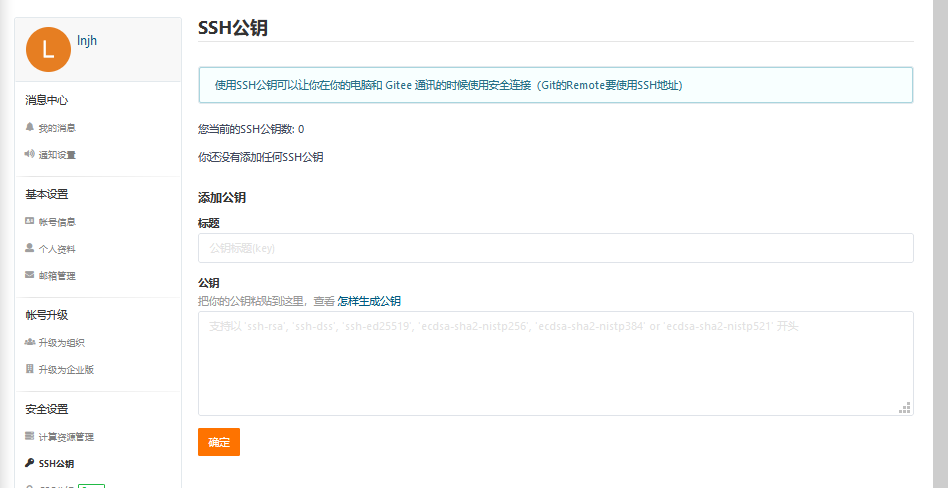 L
lnjh
消息中心
我的消息
通知设置
基本设置
帐号信息
个人资料
邮箱管理
帐号升级
升级为组织
升级为企业版
安全设置
计算资源管理
SSH公钥
SSH公钥
使用SSH公钥可以让你在你的电脑和 Gitee 通讯的时候使用安全连接（Git的Remote要使用SSH地址）
您当前的SSH公钥数: 0
你还没有添加任何SSH公钥
添加公钥
标题
公钥标题(key)
公钥
把你的公钥粘贴到这里，查看 怎样生成公钥
支持以 'ssh-rsa', 'ssh-dss', 'ssh-ed25519', 'ecdsa-sha2-nistp256', 'ecdsa-sha2-nistp384' or 'ecdsa-sha2-nistp521' 开头
确定